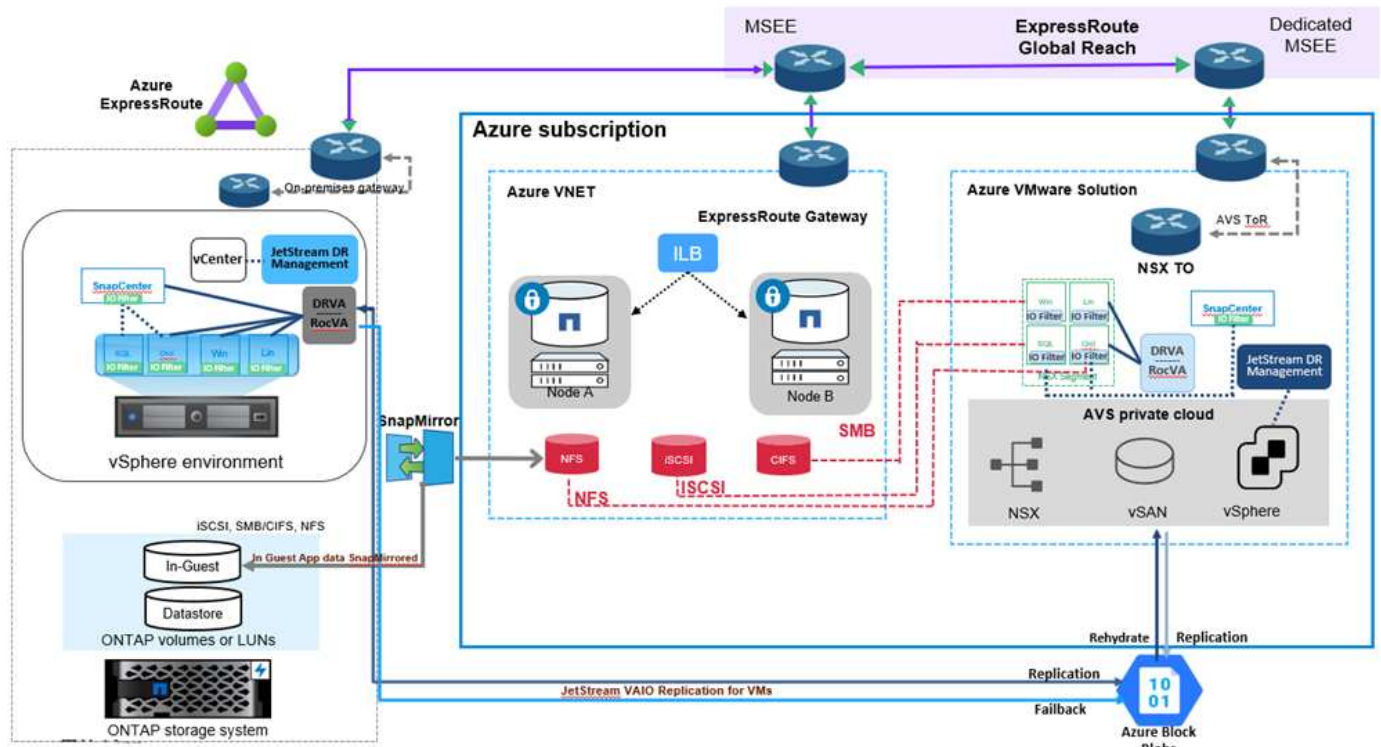 MSEE
ExpressRoute
Global Reach
Dedicated
MSEE
Azure
ExpressRoute
Azure subscription
On-premises gateway
Azure VNET
ExpressRoute Gateway
Azure VMware Solution
AVS ToR
NSX TO
vCenter
JetStream DR
Management
ILB
SnapCenter
IO Filter
DRVA
RocVA
SQL
IO Filter
IO Filter
Win
IO Filter
Lin
IO Filter
vSphere environment
Node A
Node B
Win
IO Filter
Lin
IO Filter
SQL
IO Filter
IO Filter
NSX Segment
SnapCenter
IO Filter
DRVA
RocVA
JetStream DR
Management
AVS private cloud
NSX
vSAN
vSphere
SnapMirror
NFS
iSCSI
CIFS
SMB
ISCSI
NFS
iSCSI, SMB/CIFS, NFS
In-Guest
In Guest App data SnapMirrored
Datastore
ONTAP volumes or LUNs
ONTAP storage system
Rehydrate
Replication
Replication
JetStream VAIO Replication for VMs
Failback
10
01
Azure Block